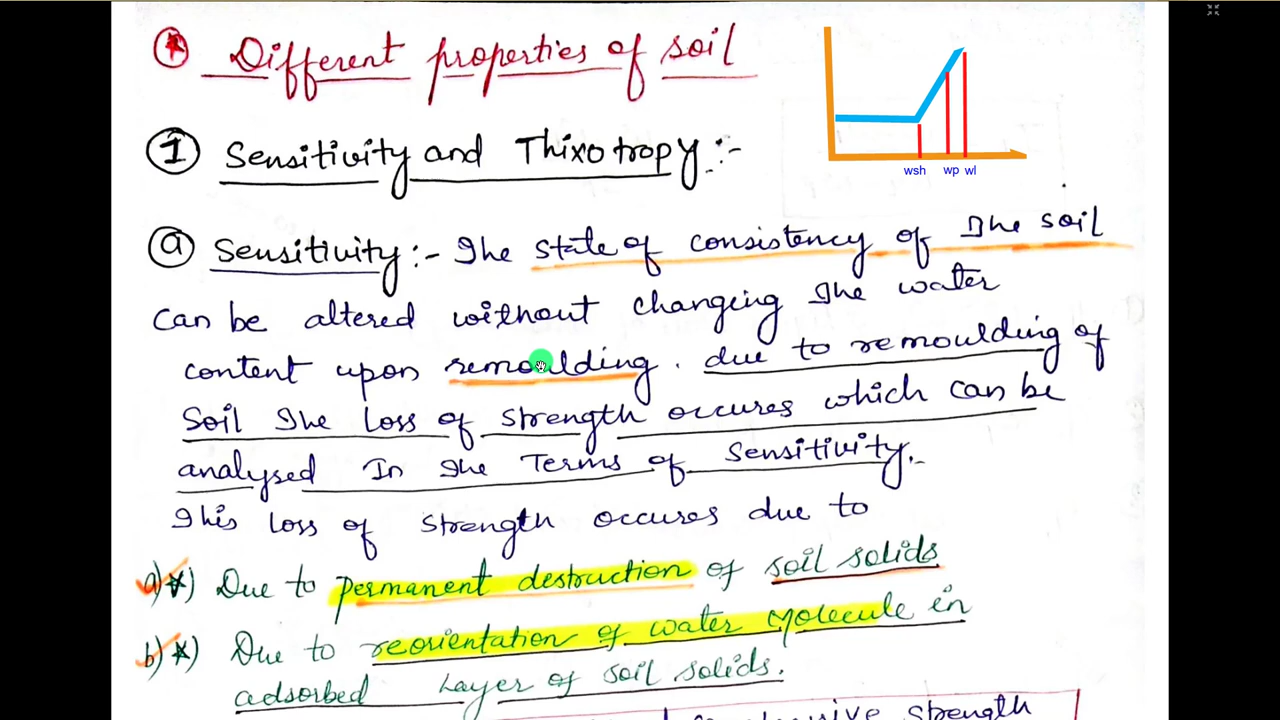 Different properties of soil
wsh wp wl
① Sensitivity and Thixotropy :-
ⓐ Sensitivity :- The state of consistency of The soil
can be altered without changing The water
content upon remoulding. due to remoulding of
Soil The Loss of Strength occures which can be
analysed In The Terms of Sensitivity.
This loss of strength occures due to
a) *) Due to permanent destruction of soil solids
b) *) Due to reorientation of water molecule in
adsorbed Layer of soil solids.
strength